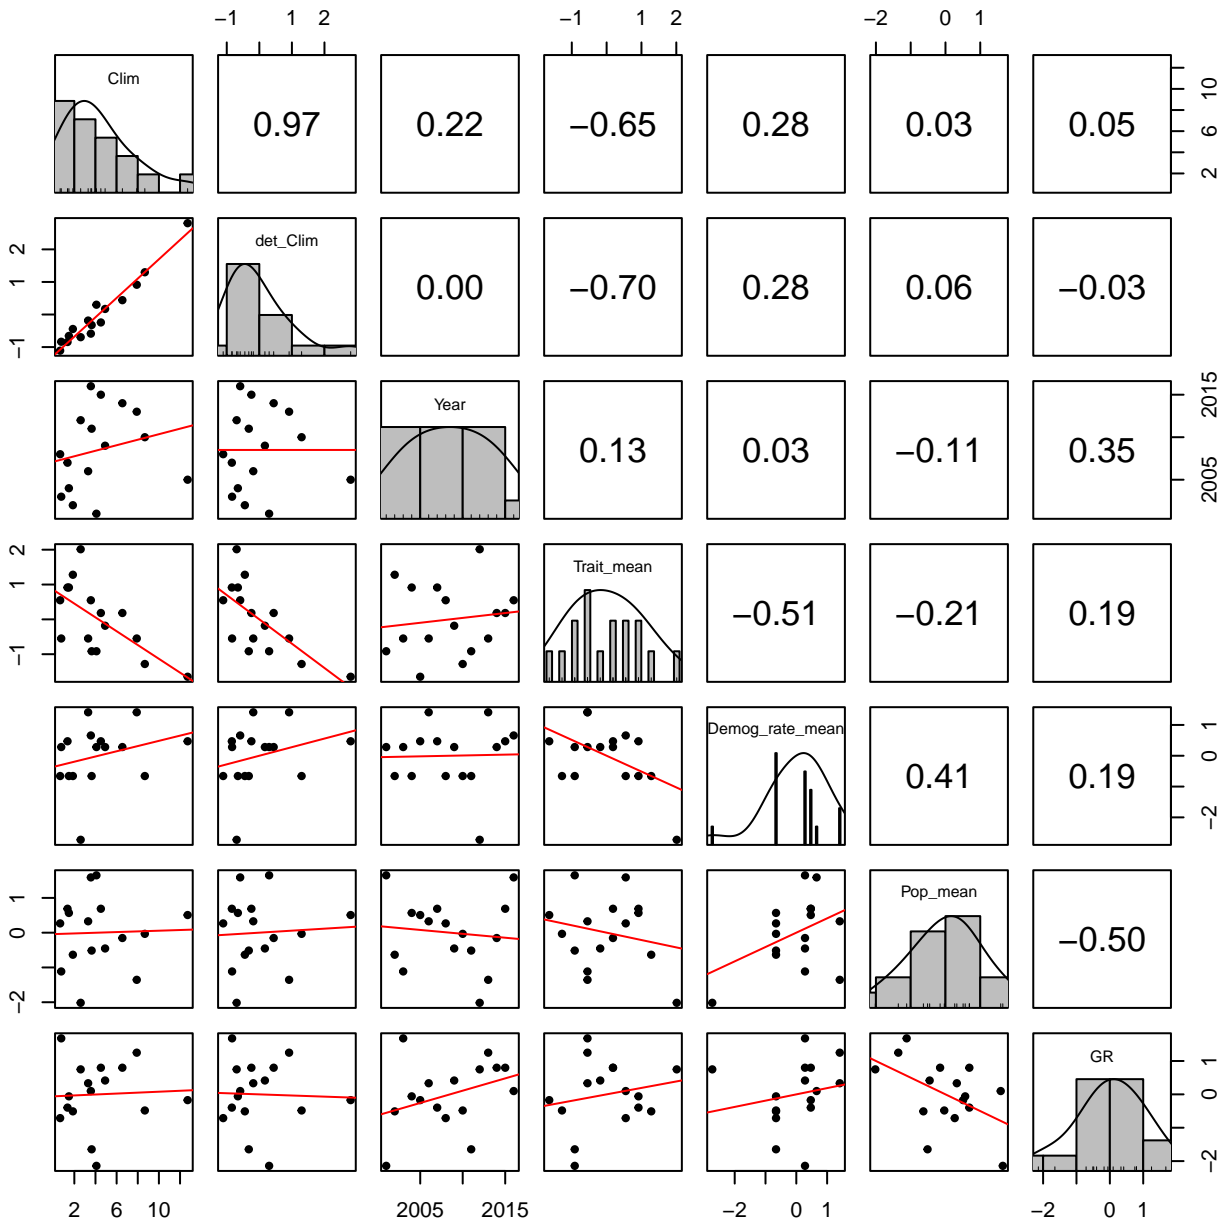 −1 1 2 −1 1 2 −2 0 1
Clim 0.97 0.22 −0.65 0.28 0.03 0.05 2 6 10
−1 1 2 det_Clim 0.00 −0.70 0.28 0.06 −0.03
Year 0.13 0.03 −0.11 0.35 2005 2015
−1 1 2 Trait_mean −0.51 −0.21 0.19
Demog_rate_mean 0.41 0.19 −2 0 1
−2 0 1 Pop_mean −0.50
GR −2 0 1
2 6 10 2005 2015 −2 0 1 −2 0 1